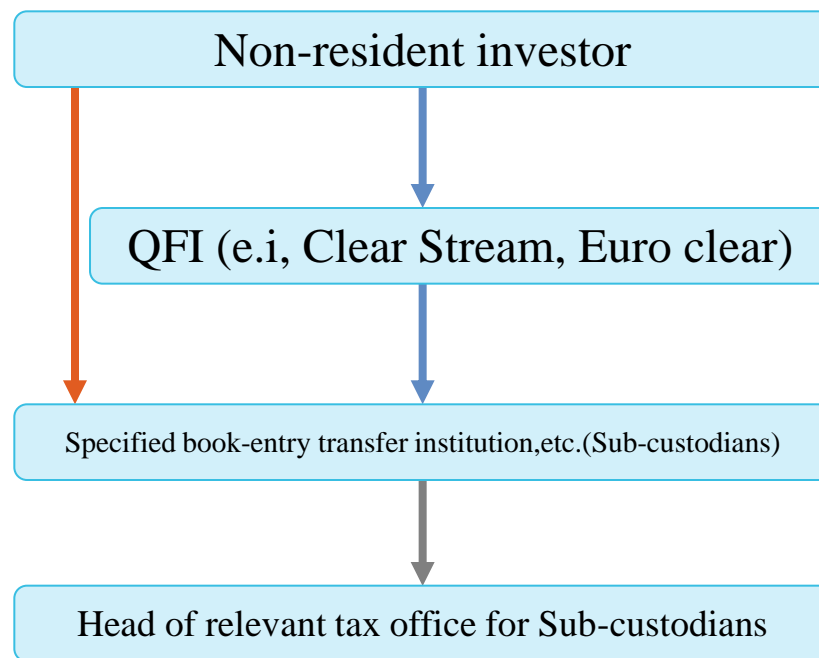 Non-resident investor
QFI (e.i, Clear Stream, Euro clear)
Specified book-entry transfer institution,etc.(Sub-custodians)
Head of relevant tax office for Sub-custodians